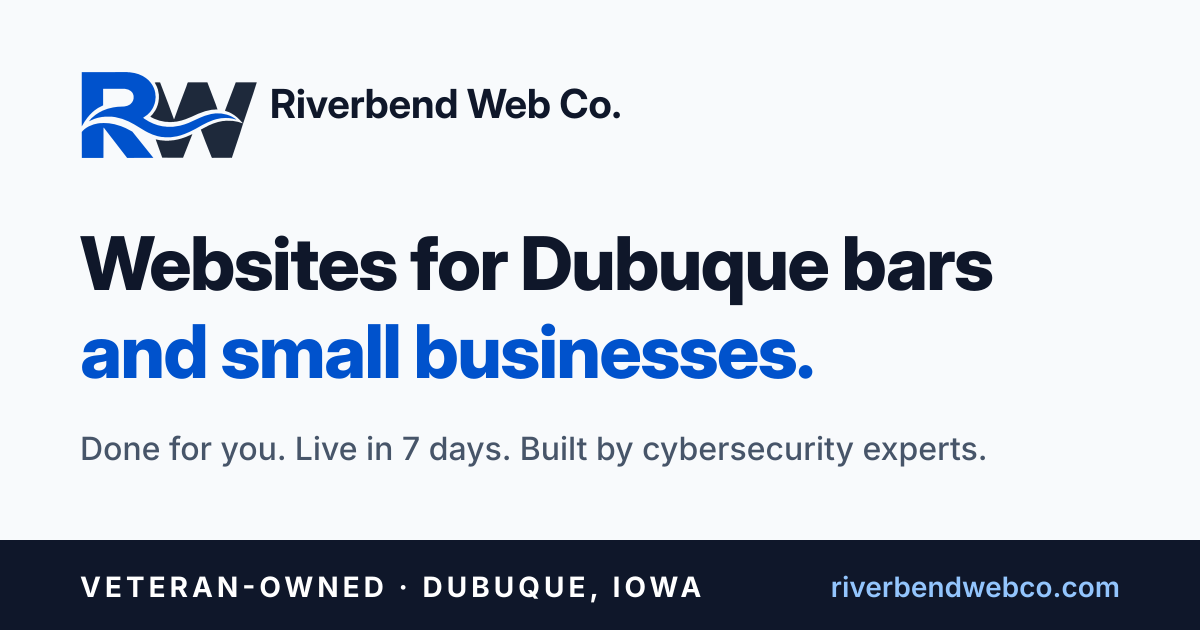 RW Riverbend Web Co.
Websites for Dubuque bars
and small businesses.
Done for you. Live in 7 days. Built by cybersecurity experts.
VETERAN-OWNED · DUBUQUE, IOWA riverbendwebco.com